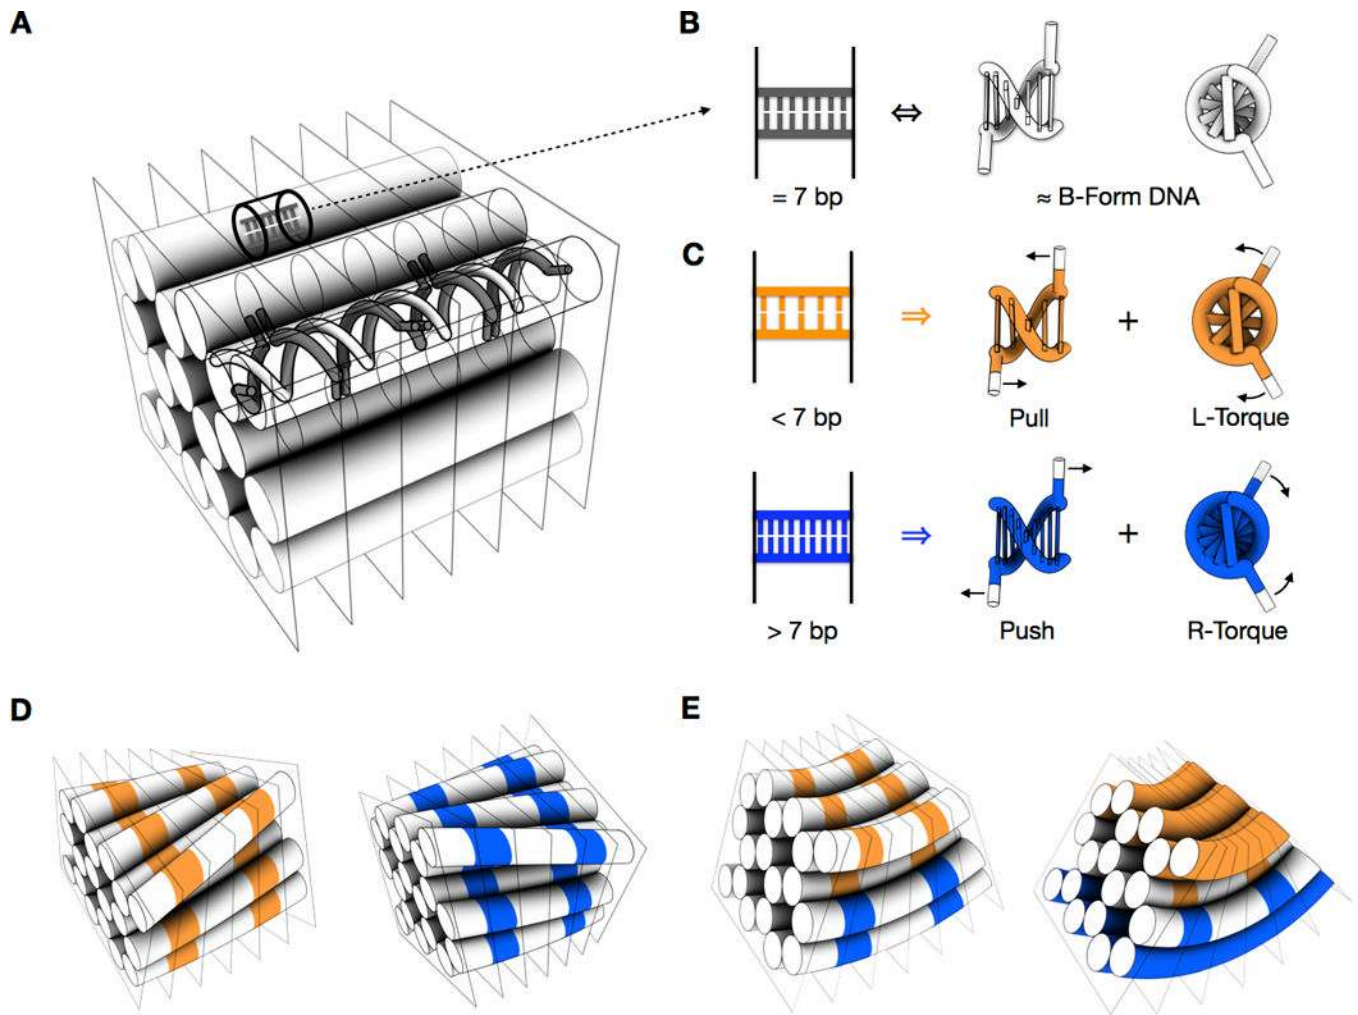 A
B
= 7 bp
≈ B-Form DNA
C
< 7 bp
Pull
+
L-Torque
> 7 bp
Push
+
R-Torque
D
E